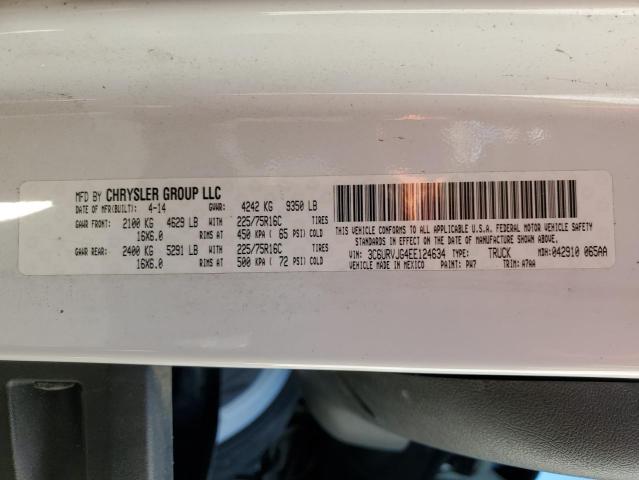 MFD BY CHRYSLER GROUP LLC
DATE OF MFR(BUILT): 4-14 GVWR: 4242 KG 9350 LB
GAWR FRONT: 2100 KG 4629 LB WITH 225/75R16C TIRES
16X6.0 RIMS AT 450 KPA ( 65 PSI) COLD
GAWR REAR: 2400 KG 5291 LB WITH 225/75R16C TIRES
16X6.0 RIMS AT 500 KPA ( 72 PSI) COLD
THIS VEHICLE CONFORMS TO ALL APPLICABLE U.S.A. FEDERAL MOTOR VEHICLE SAFETY
STANDARDS IN EFFECT ON THE DATE OF MANUFACTURE SHOWN ABOVE.
VIN: 3C6URVJG4EE124634 TYPE: TRUCK MDH:042910 065AA
VEHICLE MADE IN MEXICO PAINT: PW7 TRIM: A7AA